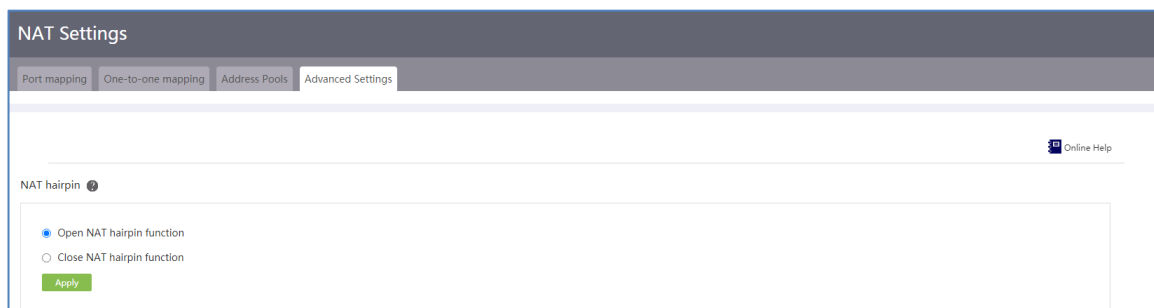 NAT Settings
Port mapping One-to-one mapping Address Pools Advanced Settings
Online Help
NAT hairpin ?
Open NAT hairpin function
Close NAT hairpin function
Apply